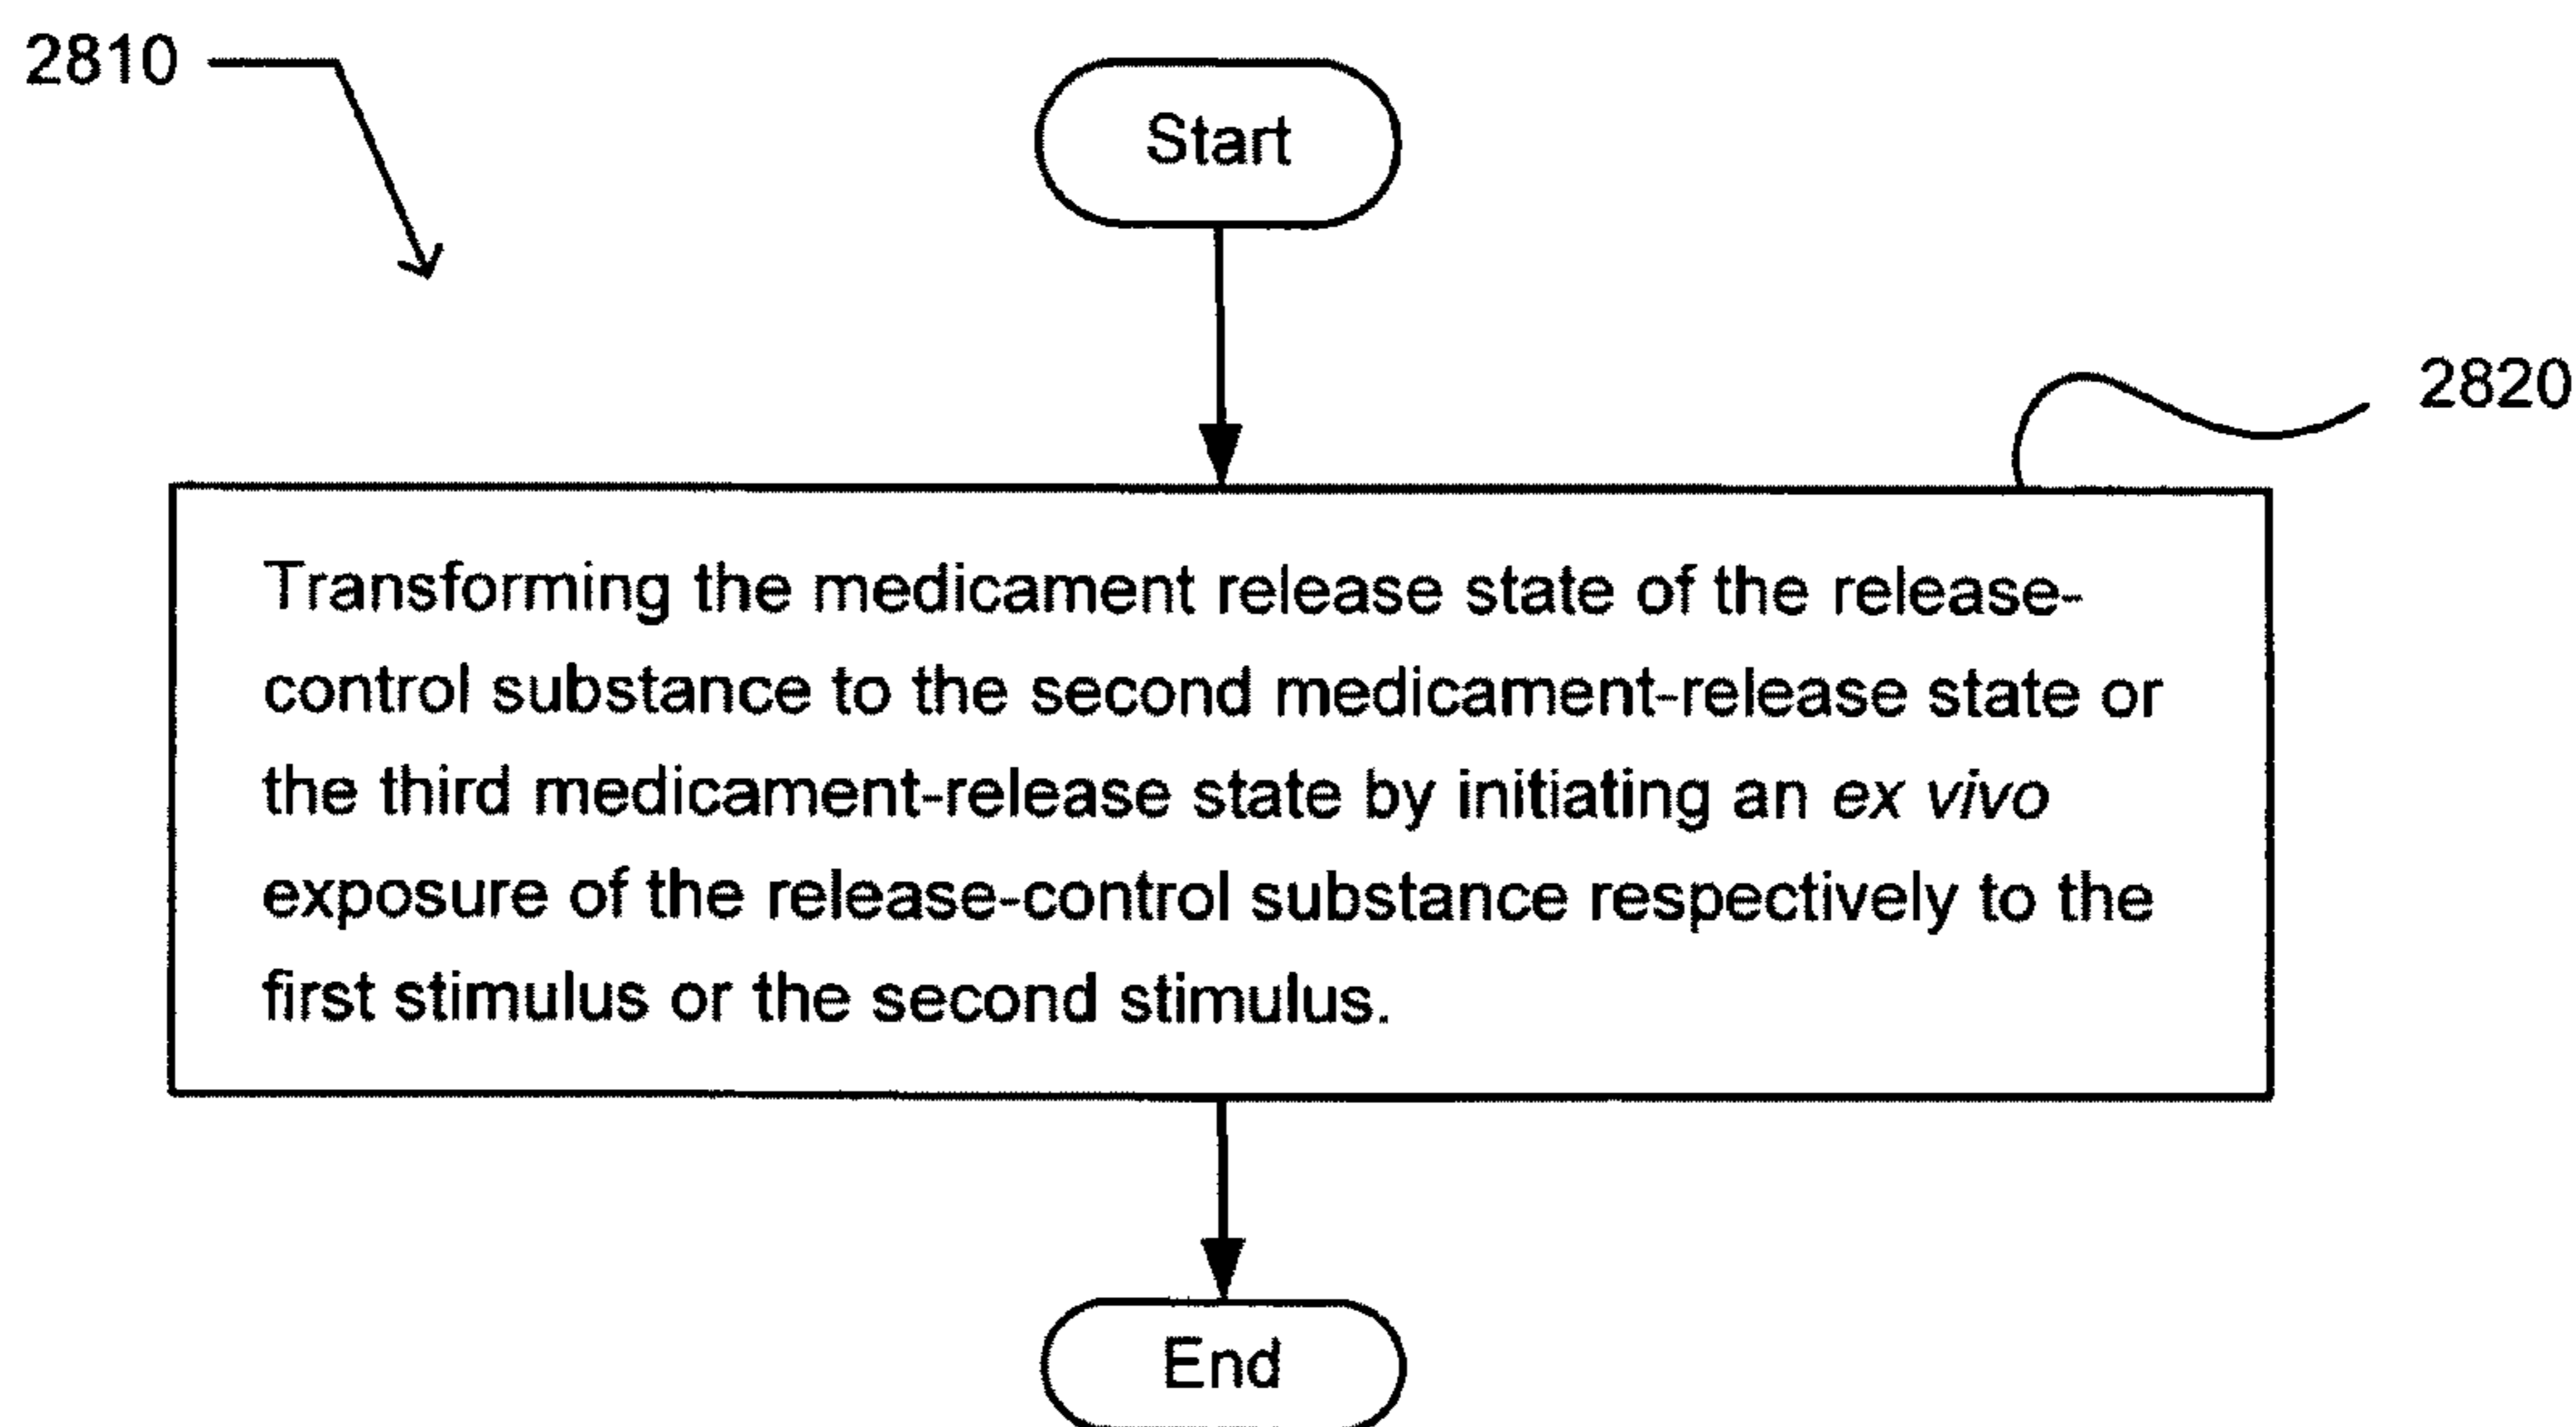 2810
Start
2820
Transforming the medicament release state of the release-
control substance to the second medicament-release state or
the third medicament-release state by initiating an ex vivo
exposure of the release-control substance respectively to the
first stimulus or the second stimulus.
End